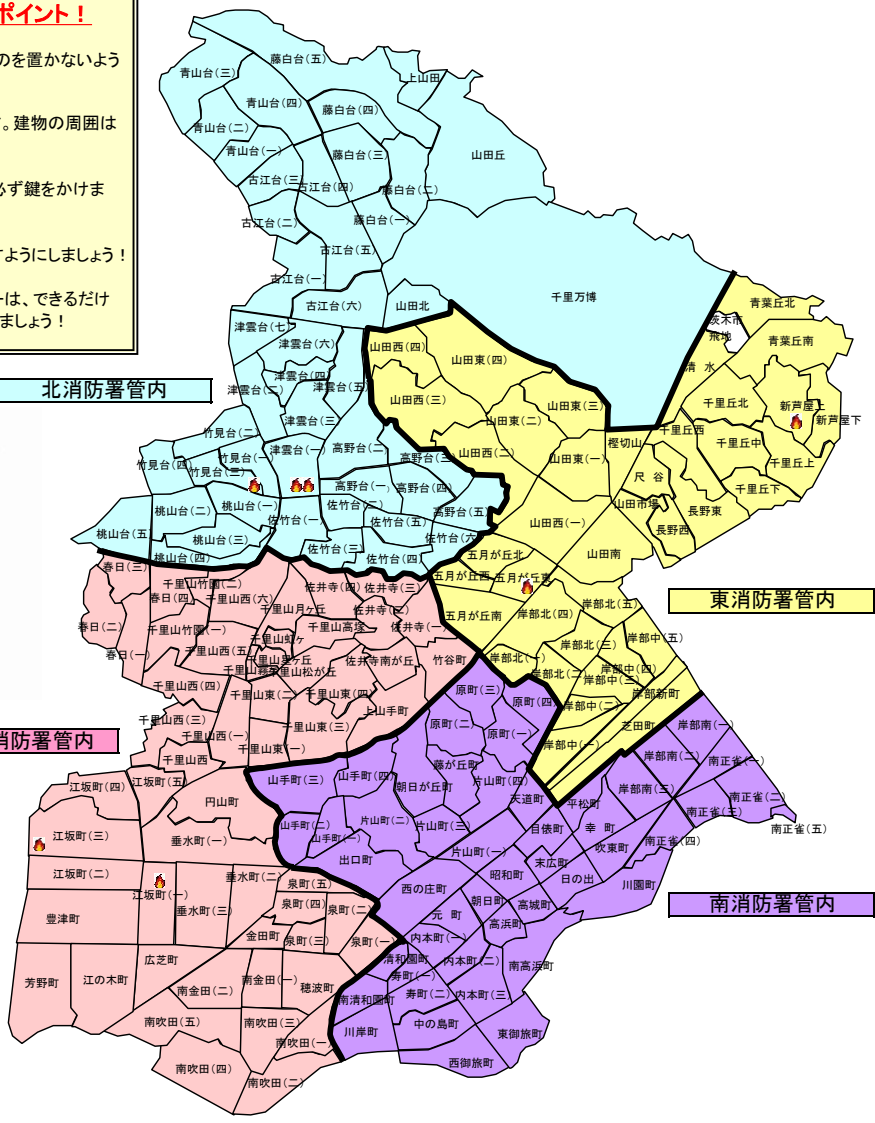 ポイント！
のを置かないよう
。建物の周囲は
必ず鍵をかけま
ようにしましょう！
ーは、できるだけ
ましょう！
藤白台(五)
青山台(三)
上山田
青山台(四)
藤白台(四)
青山台(二)
青山台(一)
藤白台(三)
山田丘
古江台(三)
古江台(四)
藤白台(二)
古江台(二)
藤白台(一)
古江台(五)
古江台(一)
千里万博
古江台(六)
山田北
青葉丘北
茨木市
飛地
津雲台(七)
津雲台(六)
山田西(四)
山田東(四)
青葉丘南
清 水
北消防署管内
津雲台(四)
津雲台(二)
津雲台(五)
山田西(三)
山田東(三)
千里丘北
新芦屋上
新芦屋下
津雲台(三)
山田東(二)
竹見台(二)
千里丘西
津雲台(一)
高野台(二)
山田西(二)
樫切山
千里丘中
竹見台(四)
竹見台(一)
竹見台(三)
高野台(三)
山田東(一)
千里丘上
高野台(一)
高野台(四)
尺 谷
千里丘下
桃山台(二)
桃山台(一)
佐竹台(二)
高野台(五)
山田市場
長野東
佐竹台(一)
佐竹台(五)
山田西(一)
長野西
桃山台(五)
桃山台(三)
佐竹台(六)
佐竹台(三)
桃山台(四)
佐竹台(四)
五月が丘北
山田南
春日(三)
五月が丘西
五月が丘東
千里山竹園(二)
佐井寺(四)
佐井寺(三)
春日(四)
千里山西(六)
東消防署管内
千里山月ヶ丘
佐井寺(二)
五月が丘南
岸部北(四)
岸部北(五)
春日(二)
千里山竹園(一)
千里山高塚
佐井寺(一)
岸部中(五)
千里山虹ヶ
岸部北(三)
春日(一)
千里山西(五)
千里山星ヶ丘
佐井寺南が丘
竹谷町
岸部北(一)
岸部中(四)
千里山松が丘
岸部北(二)
岸部中(三)
千里山西(四)
千里山東(二)
千里山東(四)
原町(三)
岸部新町
原町(四)
岸部中(二)
上山手町
千里山西(三)
原町(二)
芝田町
岸部南(一)
千里山東(三)
千里山西(一)
原町(一)
消防署管内
千里山東(一)
岸部中(一)
岸部南(二)
千里山西
藤が丘町
南正雀(一)
江坂町(四)
江坂町(五)
山手町(三)
山手町(四)
朝日が丘町
片山町(四)
岸部南(三)
円山町
天道町
平松町
南正雀(二)
南正雀(三)
山手町(二)
片山町(二)
片山町(三)
目俵町
幸 町
南正雀(五)
江坂町(三)
垂水町(一)
山手町(一)
吹東町
南正雀(四)
出口町
片山町(一)
末広町
江坂町(二)
垂水町(二)
泉町(五)
昭和町
日の出
川園町
江坂町(一)
西の庄町
泉町(四)
朝日町
高城町
南消防署管内
豊津町
垂水町(三)
泉町(二)
元 町
高浜町
金田町
泉町(三)
泉町(一)
内本町(一)
広芝町
清和園町
内本町(二)
南高浜町
芳野町
江の木町
南金田(一)
寿町(一)
穂波町
南金田(二)
南清和園町
寿町(二)
内本町(三)
南吹田(五)
南吹田(三)
川岸町
中の島町
東御旅町
南吹田(一)
西御旅町
南吹田(四)
南吹田(二)